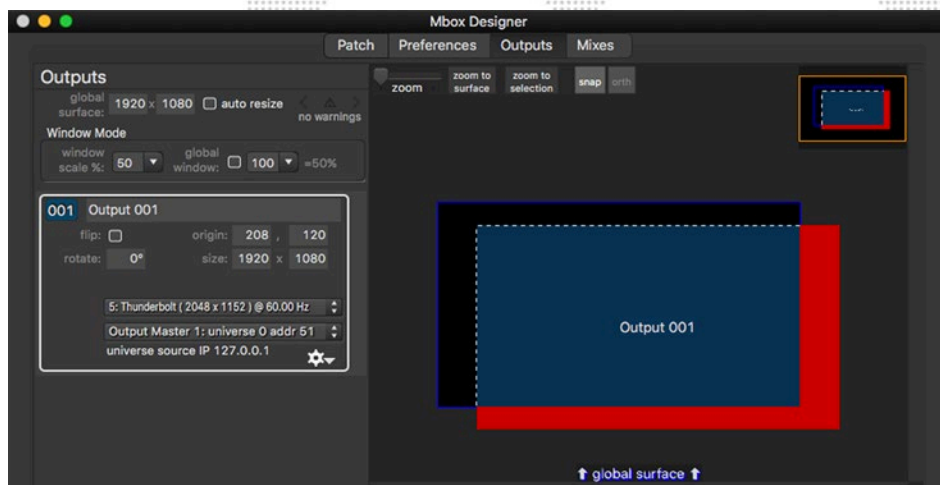 Mbox Designer
Patch Preferences Outputs Mixes
Outputs
global surface: 1920 x 1080 auto resize
no warnings
Window Mode
window scale %: 50 global window: 100 =50%
001 Output 001
flip: origin: 208 , 120
rotate: 0° size: 1920 x 1080
5: Thunderbolt ( 2048 x 1152 ) @ 60.00 Hz
Output Master 1: universe 0 addr 51
universe source IP 127.0.0.1
zoom zoom to surface zoom to selection snap orth
Output 001
global surface